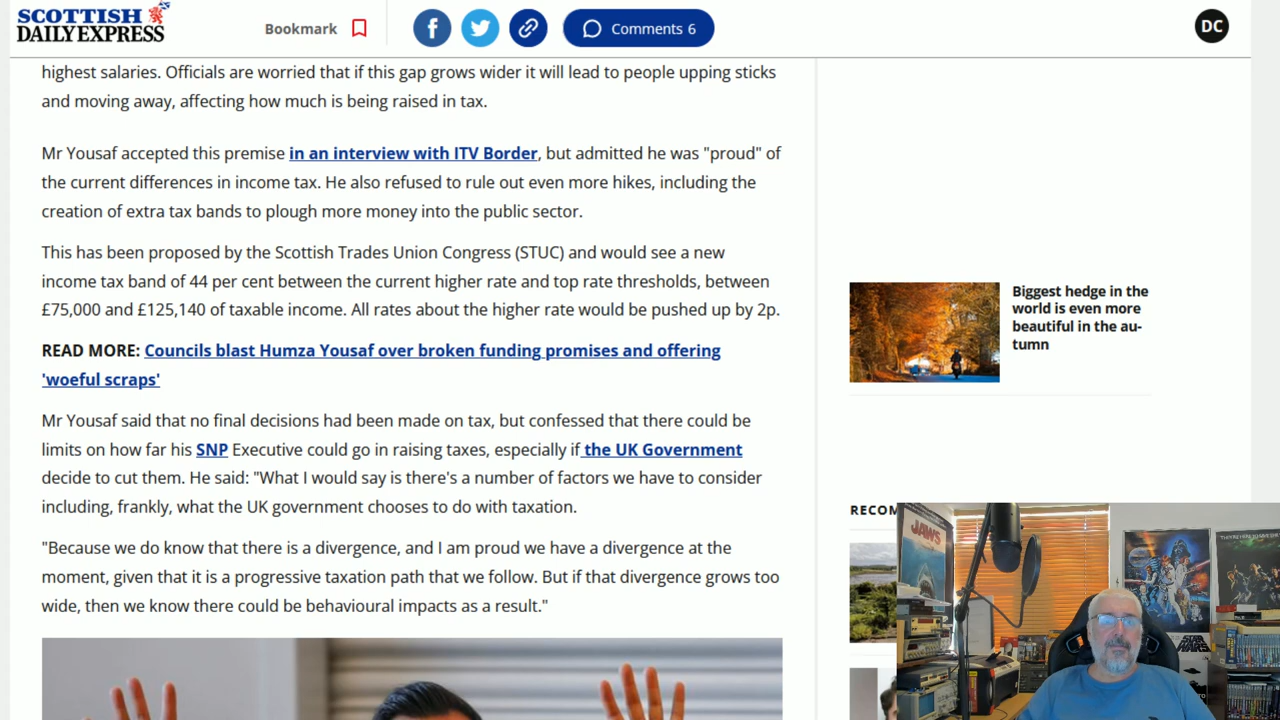 SCOTTISH
DAILY EXPRESS
Bookmark
Comments 6
DC
highest salaries. Officials are worried that if this gap grows wider it will lead to people upping sticks
and moving away, affecting how much is being raised in tax.
Mr Yousaf accepted this premise in an interview with ITV Border, but admitted he was "proud" of
the current differences in income tax. He also refused to rule out even more hikes, including the
creation of extra tax bands to plough more money into the public sector.
This has been proposed by the Scottish Trades Union Congress (STUC) and would see a new
income tax band of 44 per cent between the current higher rate and top rate thresholds, between
£75,000 and £125,140 of taxable income. All rates about the higher rate would be pushed up by 2p.
READ MORE: Councils blast Humza Yousaf over broken funding promises and offering
'woeful scraps'
Mr Yousaf said that no final decisions had been made on tax, but confessed that there could be
limits on how far his SNP Executive could go in raising taxes, especially if the UK Government
decide to cut them. He said: "What I would say is there's a number of factors we have to consider
including, frankly, what the UK government chooses to do with taxation.
"Because we do know that there is a divergence, and I am proud we have a divergence at the
moment, given that it is a progressive taxation path that we follow. But if that divergence grows too
wide, then we know there could be behavioural impacts as a result."
Biggest hedge in the
world is even more
beautiful in the au-
tumn
RECOM
JAWS
STAR
WARS